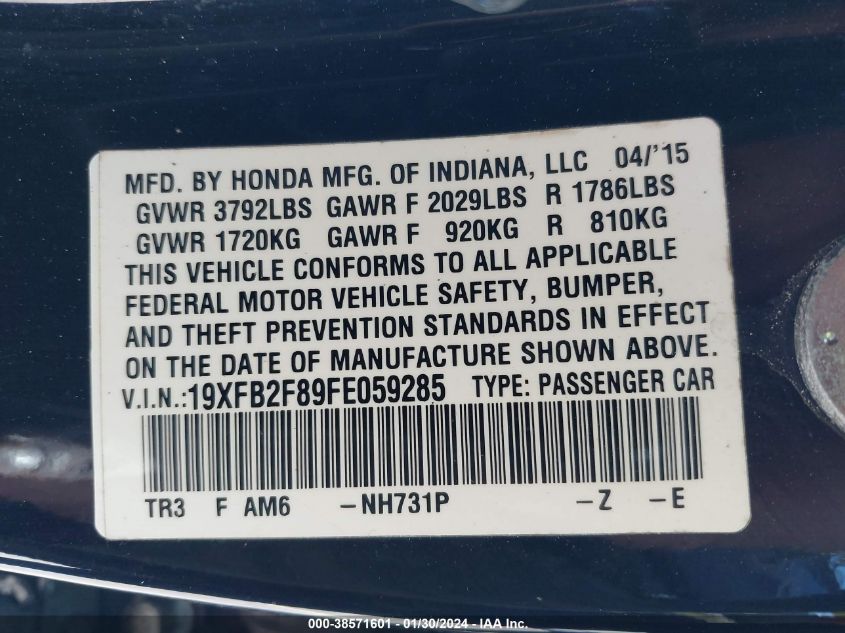 MFD. BY HONDA MFG. OF INDIANA, LLC 04/'15
GVWR 3792LBS GAWR F 2029LBS R 1786LBS
GVWR 1720KG GAWR F 920KG R 810KG
THIS VEHICLE CONFORMS TO ALL APPLICABLE
FEDERAL MOTOR VEHICLE SAFETY, BUMPER,
AND THEFT PREVENTION STANDARDS IN EFFECT
ON THE DATE OF MANUFACTURE SHOWN ABOVE.
V.I.N.:19XFB2F89FE059285 TYPE: PASSENGER CAR
TR3 F AM6 –NH731P –Z –E
000-38571601 - 01/30/2024 - IAA Inc.